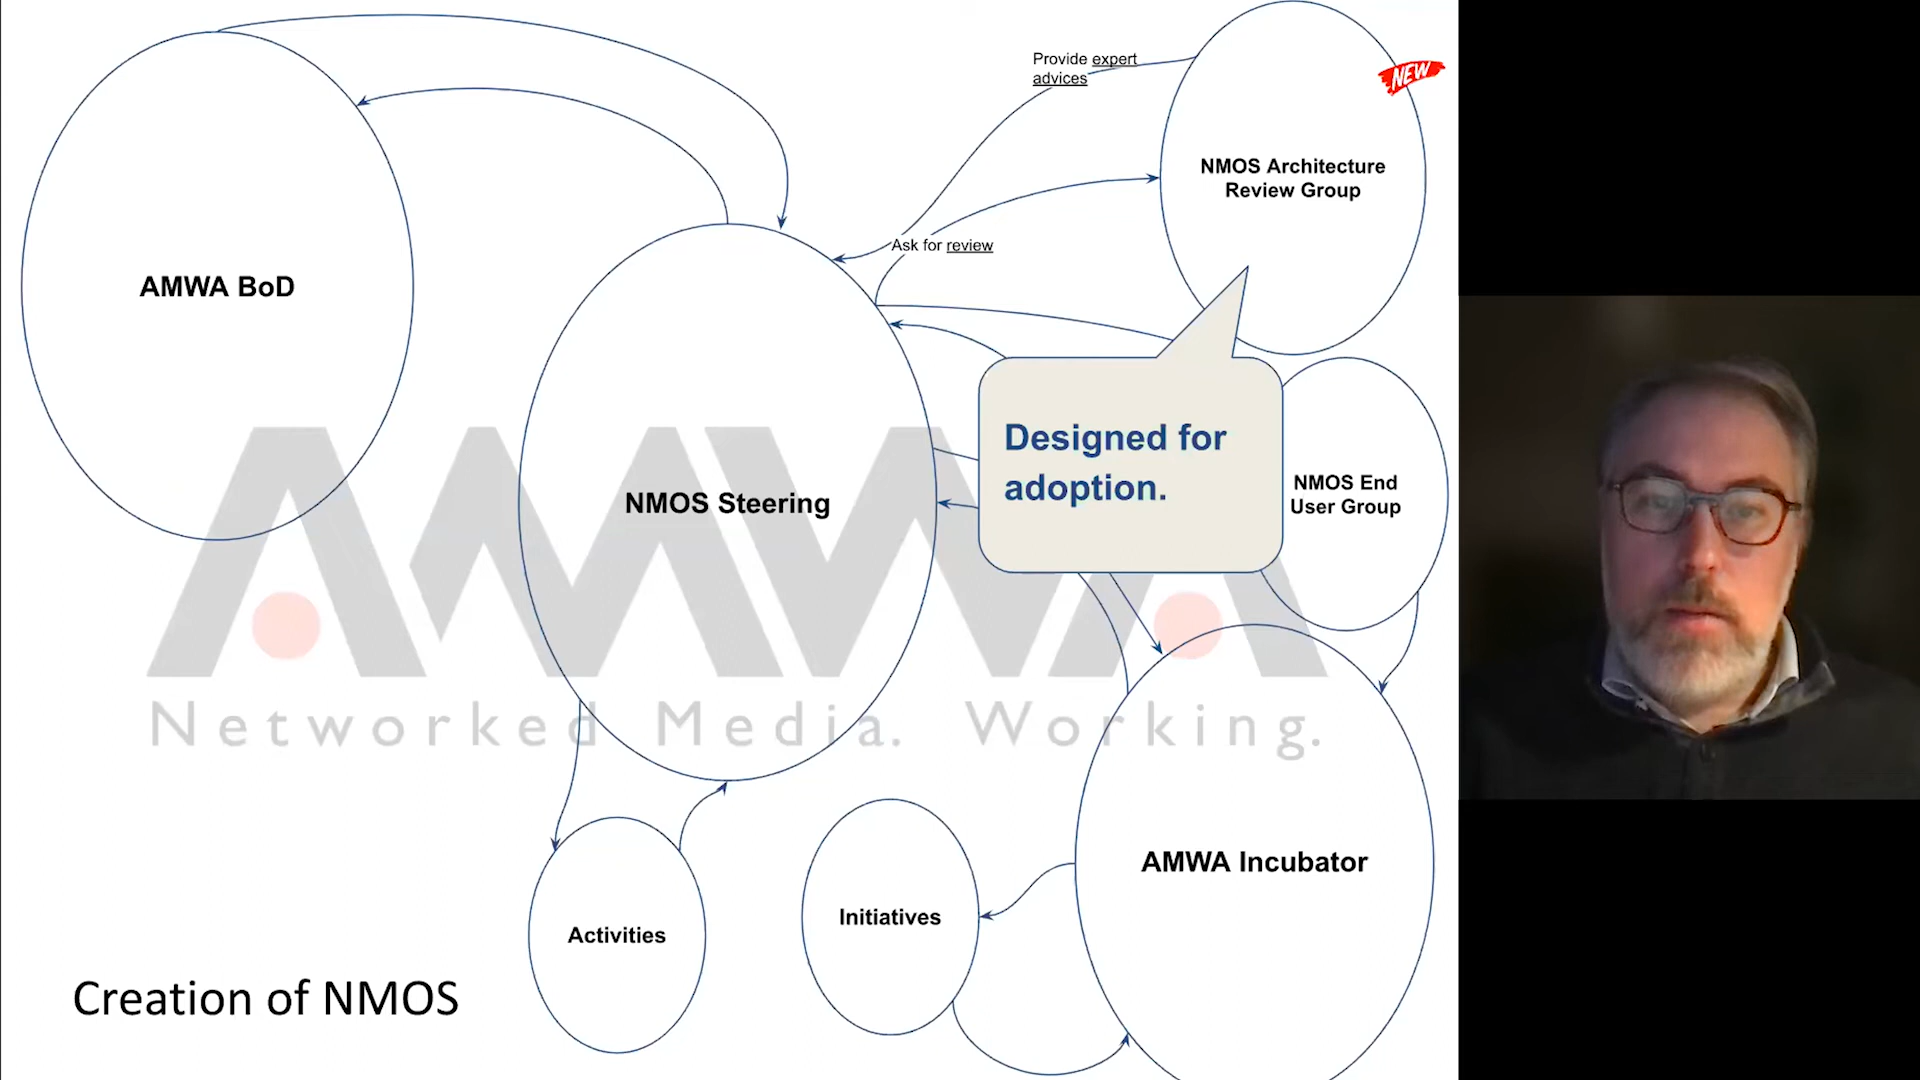 Provide expert
advices
NEW
NMOS Architecture
Review Group
Ask for review
AMWA BoD
Designed for
adoption.
NMOS Steering
NMOS End
User Group
AMWA
Networked Media. Working.
AMWA Incubator
Initiatives
Activities
Creation of NMOS